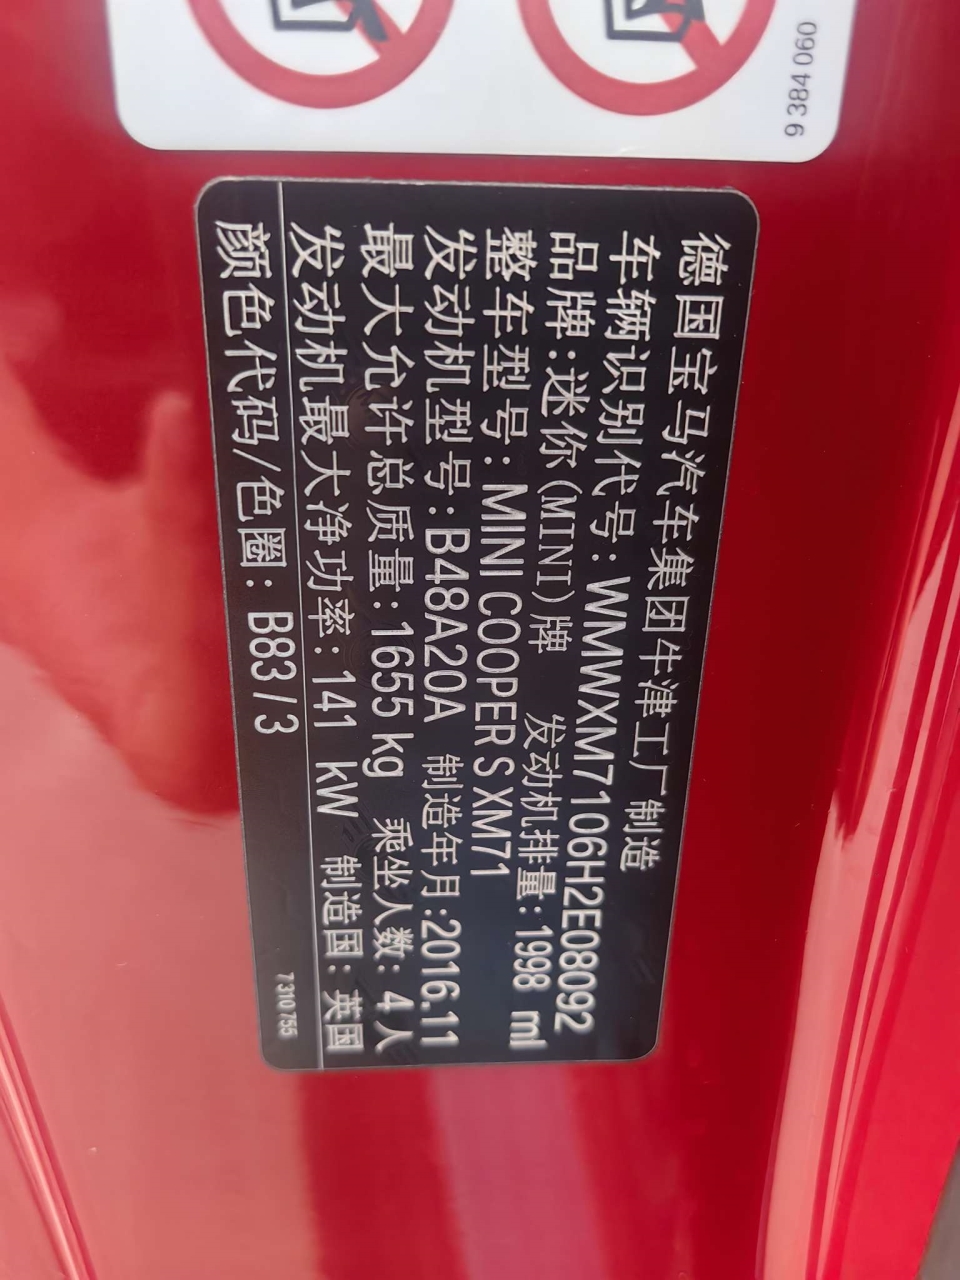 9 384 060
德国宝马汽车集团牛津工厂制造
车辆识别代号: WMWXM7106H2E08092
品牌:迷你(MINI)牌 发动机排量:1998 ml
整车型号: MINI COOPER S XM71
发动机型号:B48A20A 制造年月:2016.11
最大允许总质量:1655 kg 乘坐人数: 4人
发动机最大净功率:141 kW 制造国: 英国
颜色代码/色圈: B83/3 7 310 755